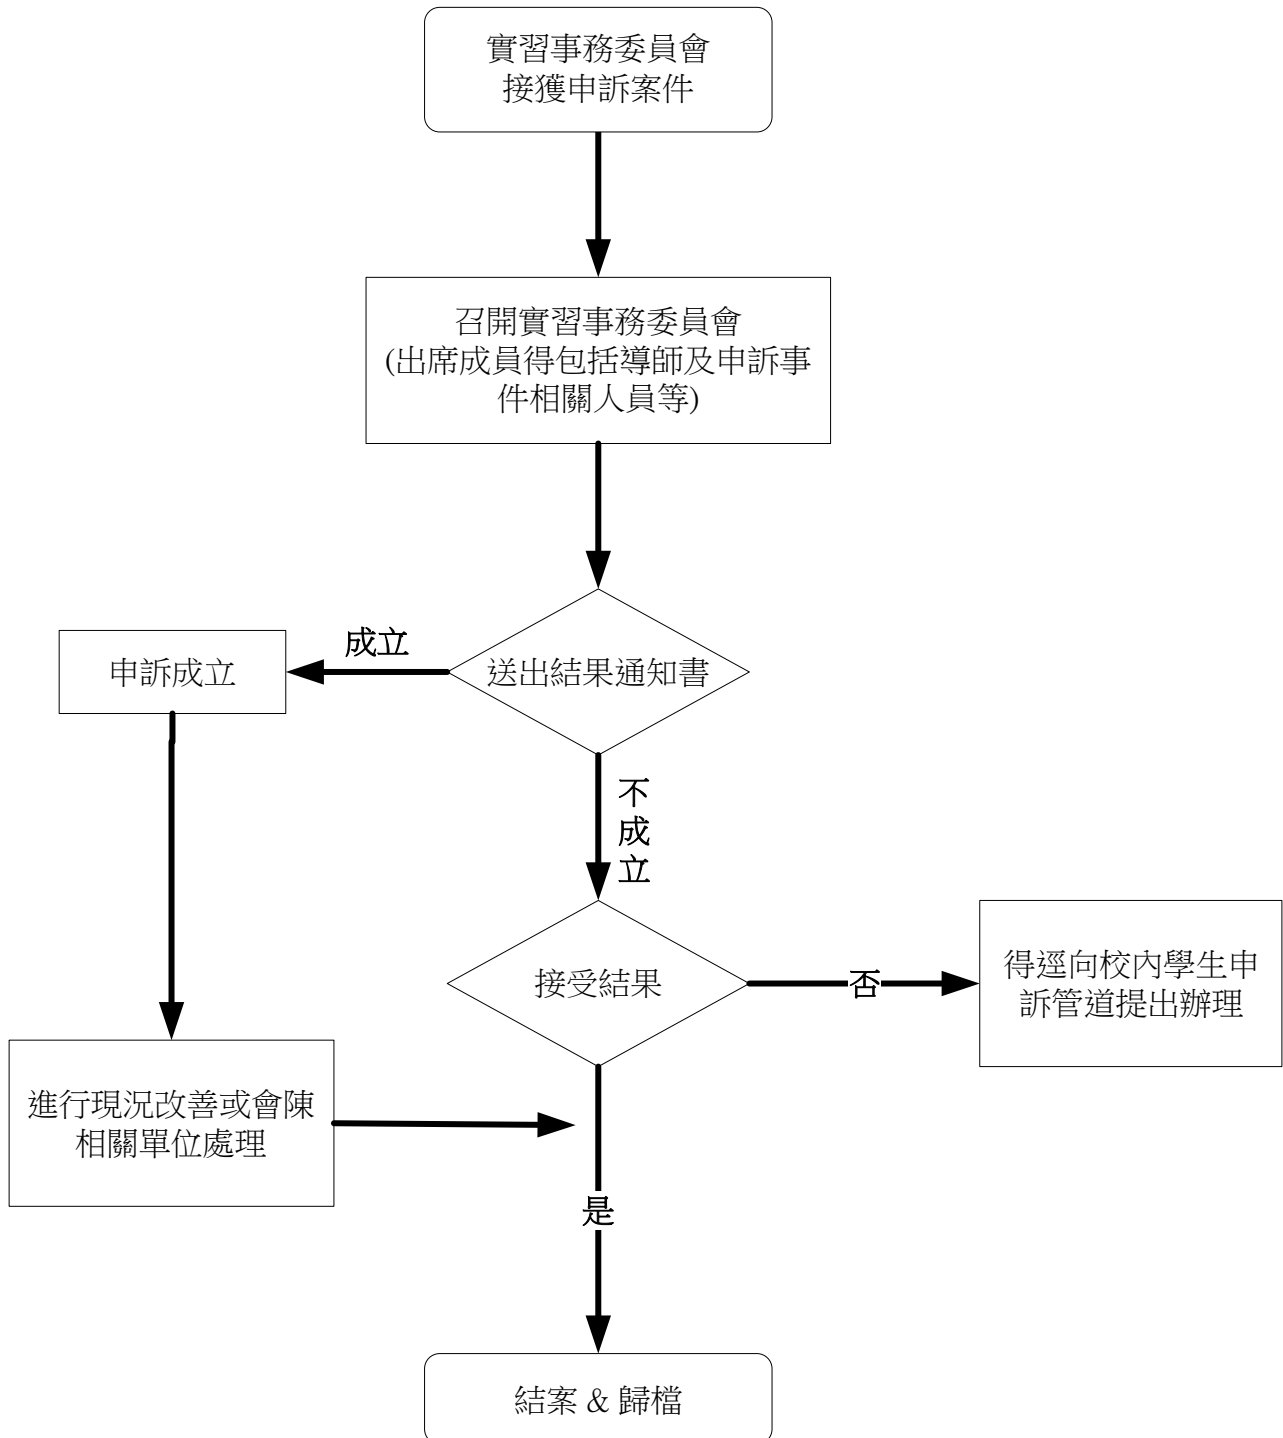 實習事務委員會
接獲申訴案件
召開實習事務委員會
(出席成員得包括導師及申訴事
件相關人員等)
成立
申訴成立
送出結果通知書
不
成
立
接受結果
否
得逕向校內學生申
訴管道提出辦理
進行現況改善或會陳
相關單位處理
是
結案 & 歸檔